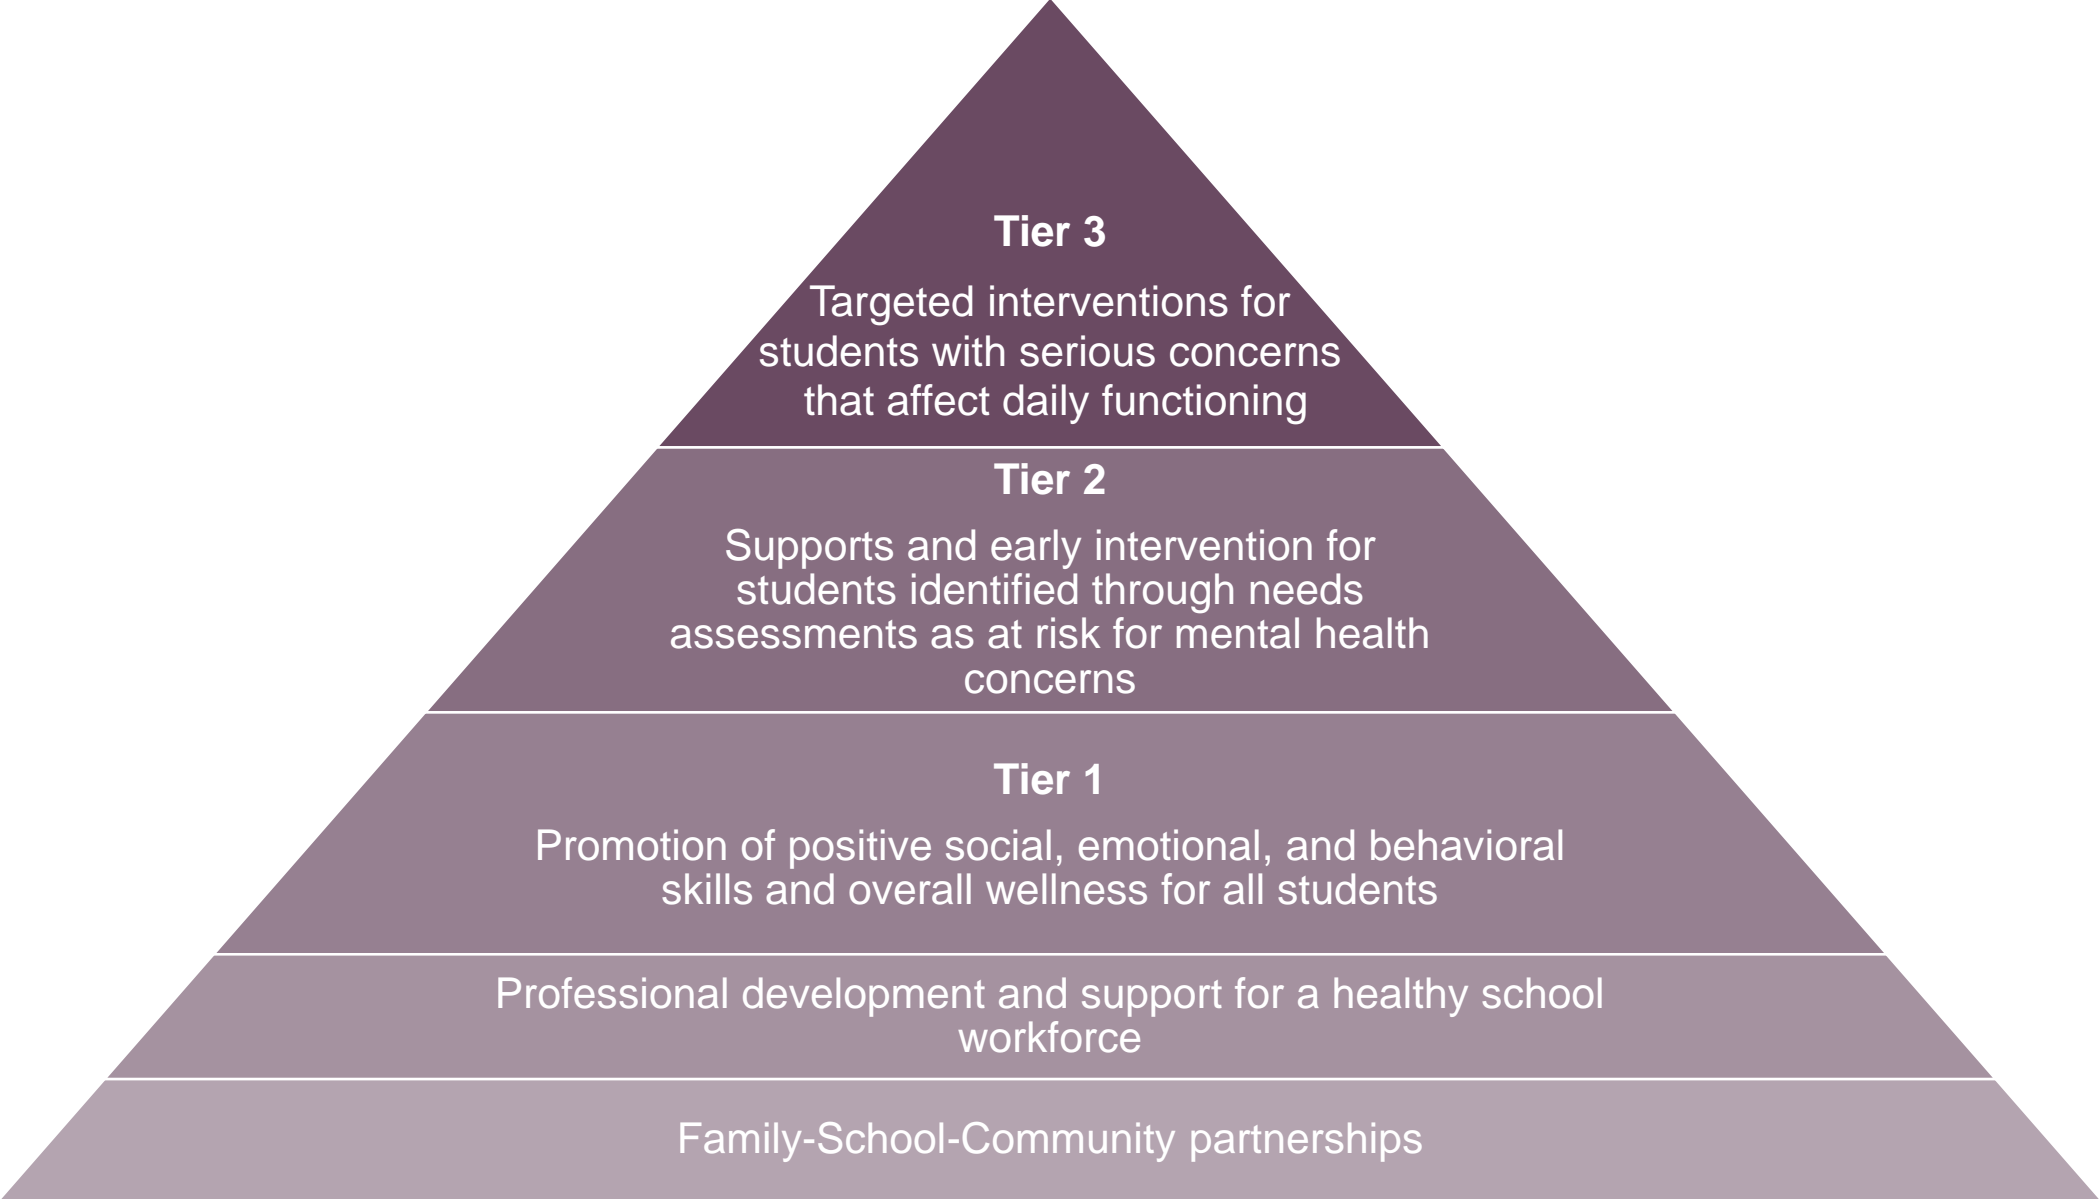 Tier 3
Targeted interventions for
students with serious concerns
that affect daily functioning
Tier 2
Supports and early intervention for
students identified through needs
assessments as at risk for mental health
concerns
Tier 1
Promotion of positive social, emotional, and behavioral
skills and overall wellness for all students
Professional development and support for a healthy school
workforce
Family-School-Community partnerships